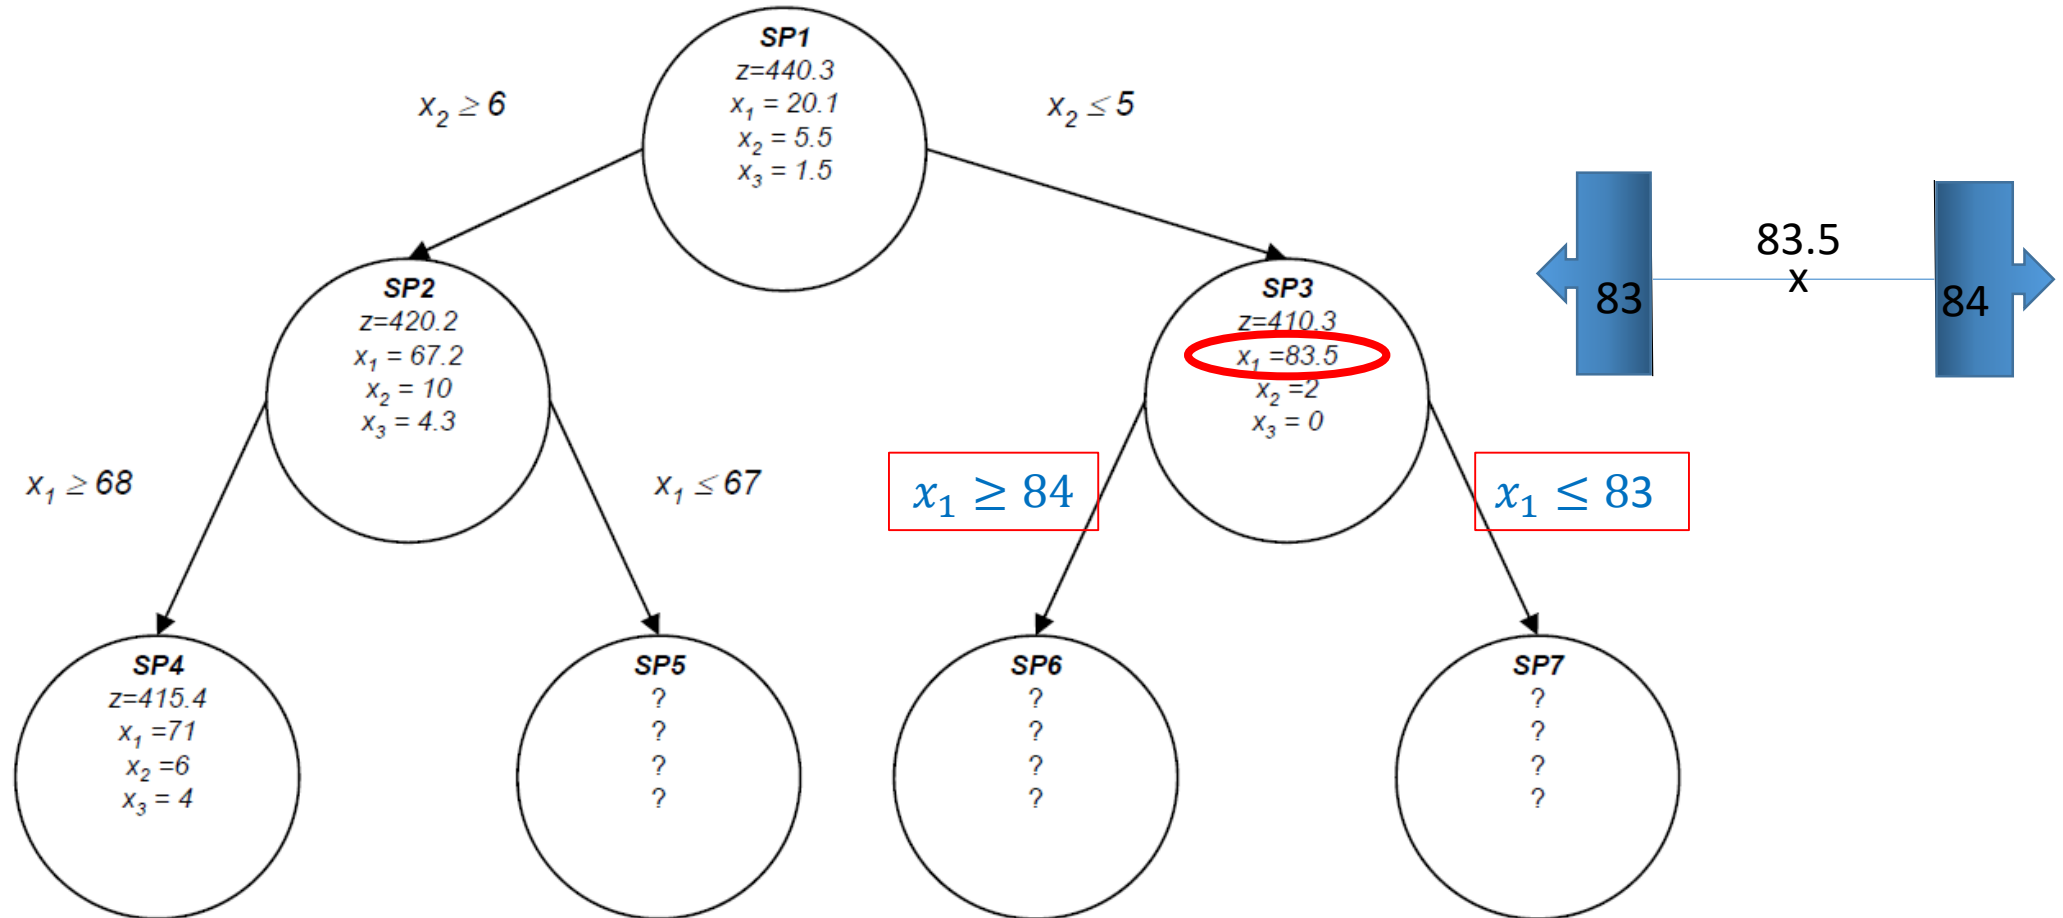 SP1
z=440.3
x₁ = 20.1
x₂ = 5.5
x₃ = 1.5
x₂ ≥ 6
x₂ ≤ 5
83.5
x
83
84
SP2
z=420.2
x₁ = 67.2
x₂ = 10
x₃ = 4.3
SP3
z=410.3
x₁ =83.5
x₂ =2
x₃ = 0
x₁ ≥ 68
x₁ ≤ 67
x₁ ≥ 84
x₁ ≤ 83
SP4
z=415.4
x₁ =71
x₂ =6
x₃ = 4
SP5
?
?
?
?
SP6
?
?
?
?
SP7
?
?
?
?